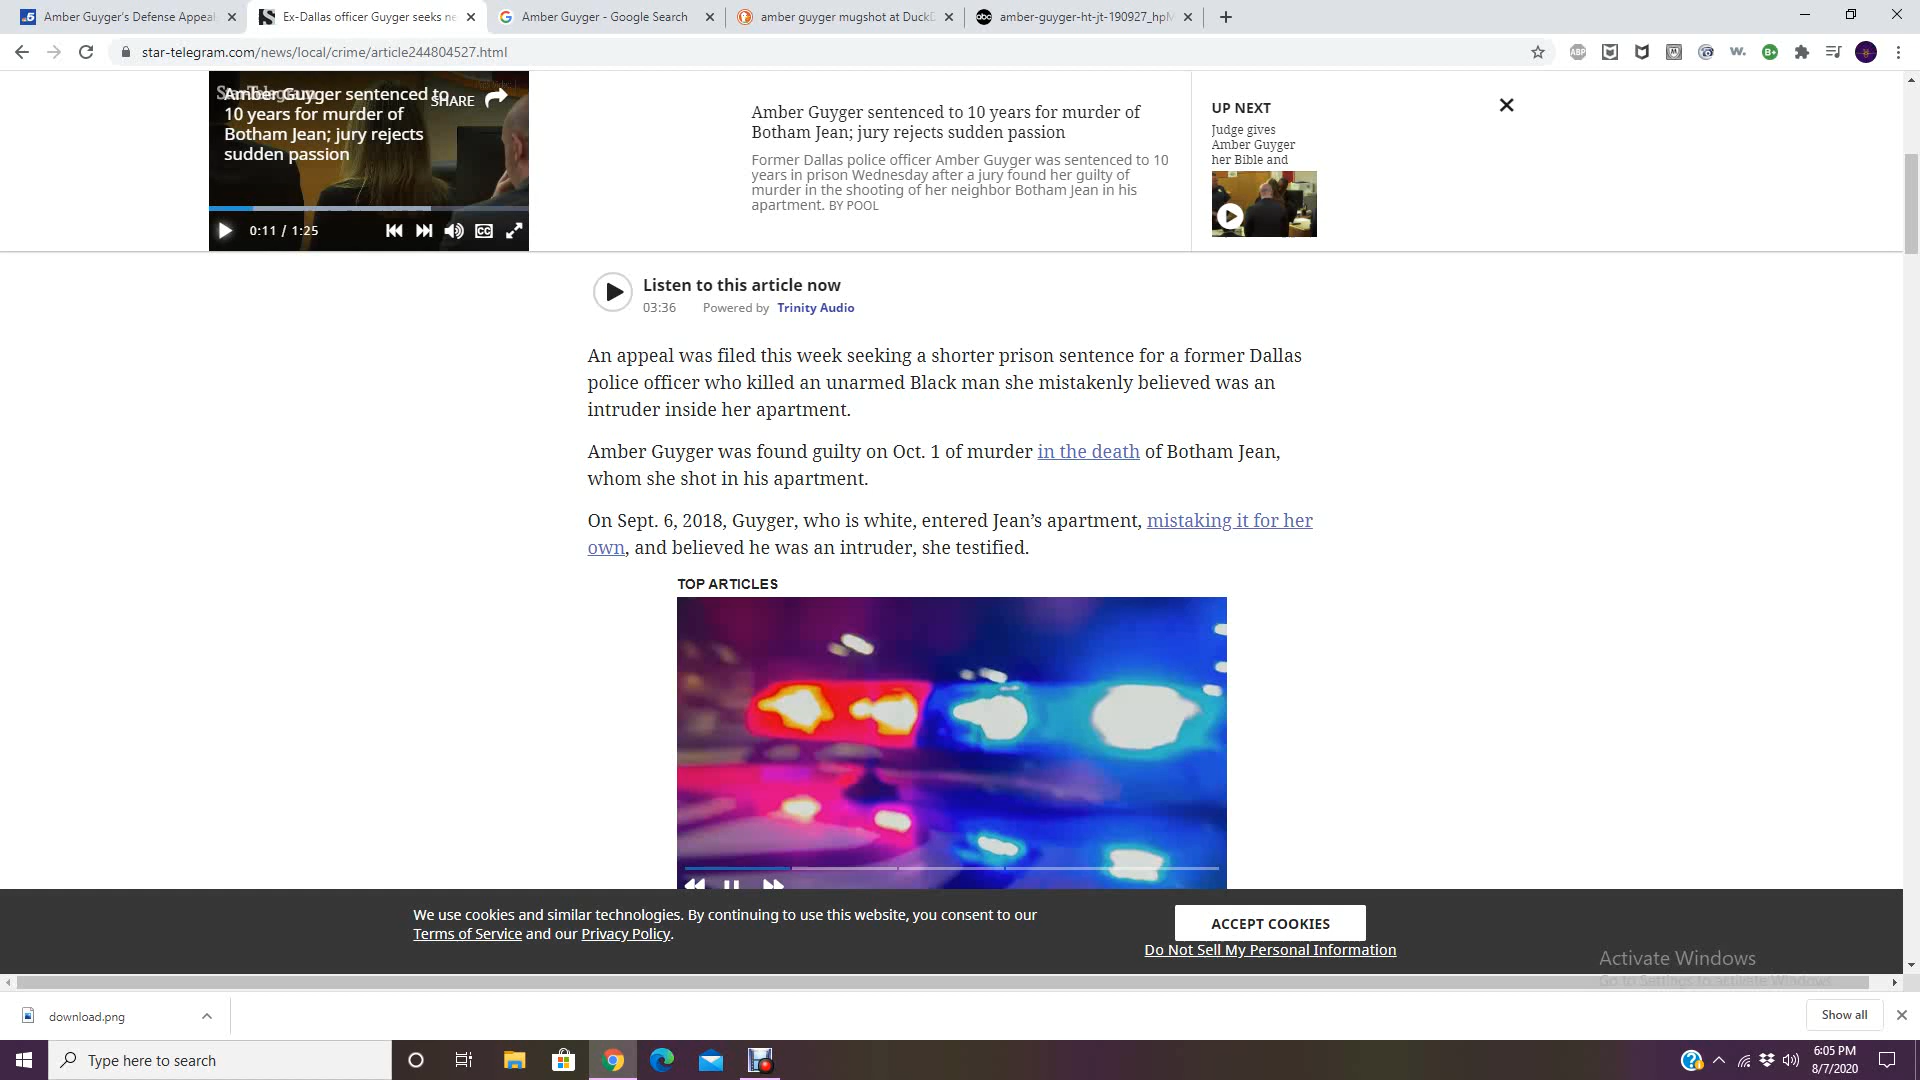 Amber Guyger's Defense Appeal
Ex-Dallas officer Guyger seeks ne
Amber Guyger - Google Search
amber guyger mugshot at DuckD
amber-guyger-ht-jt-190927_hpM
star-telegram.com/news/local/crime/article244804527.html
Amber Guyger sentenced to
10 years for murder of
Botham Jean; jury rejects
sudden passion
SHARE
0:11 / 1:25
CC
Amber Guyger sentenced to 10 years for murder of
Botham Jean; jury rejects sudden passion
Former Dallas police officer Amber Guyger was sentenced to 10
years in prison Wednesday after a jury found her guilty of
murder in the shooting of her neighbor Botham Jean in his
apartment. BY POOL
UP NEXT
Judge gives
Amber Guyger
her Bible and
Listen to this article now
03:36 Powered by Trinity Audio
An appeal was filed this week seeking a shorter prison sentence for a former Dallas
police officer who killed an unarmed Black man she mistakenly believed was an
intruder inside her apartment.
Amber Guyger was found guilty on Oct. 1 of murder in the death of Botham Jean,
whom she shot in his apartment.
On Sept. 6, 2018, Guyger, who is white, entered Jean’s apartment, mistaking it for her
own, and believed he was an intruder, she testified.
TOP ARTICLES
We use cookies and similar technologies. By continuing to use this website, you consent to our
Terms of Service and our Privacy Policy.
ACCEPT COOKIES
Do Not Sell My Personal Information
Activate Windows
Go to Settings to activate Windows.
download.png
Show all
Type here to search
6:05 PM
8/7/2020